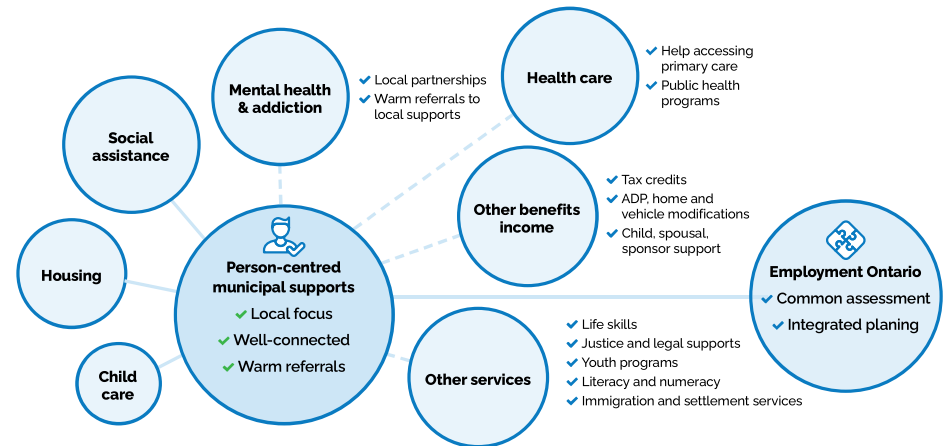 Mental health
& addiction
Local partnerships
Warm referrals to
local supports
Health care
Help accessing
primary care
Public health
programs
Social
assistance
Other benefits
income
Tax credits
ADP, home and
vehicle modifications
Child, spousal,
sponsor support
Housing
Person-centred
municipal supports
Local focus
Well-connected
Warm referrals
Employment Ontario
Common assessment
Integrated planing
Child
care
Other services
Life skills
Justice and legal supports
Youth programs
Literacy and numeracy
Immigration and settlement services